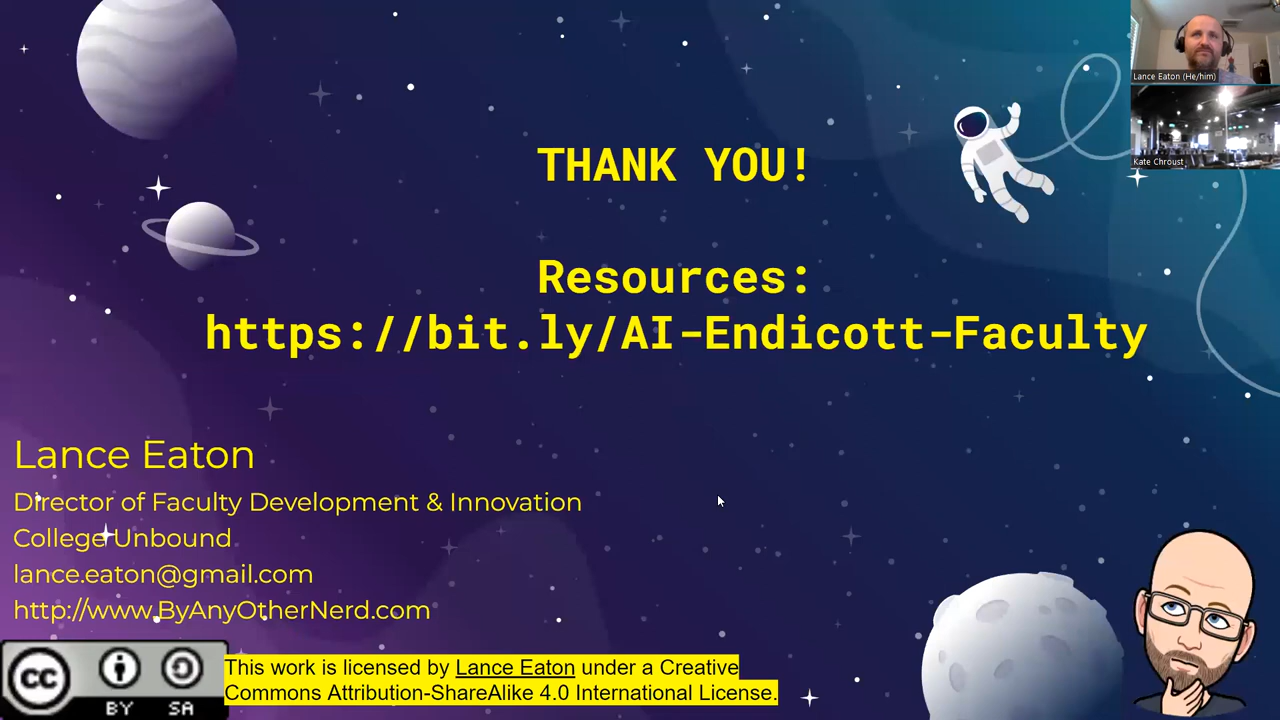 Lance Eaton (He/him)
Kate Chroust
THANK YOU!
Resources:
https://bit.ly/AI-Endicott-Faculty
Lance Eaton
Director of Faculty Development & Innovation
College Unbound
lance.eaton@gmail.com
http://www.ByAnyOtherNerd.com
cc
BY SA
This work is licensed by Lance Eaton under a Creative
Commons Attribution-ShareAlike 4.0 International License.